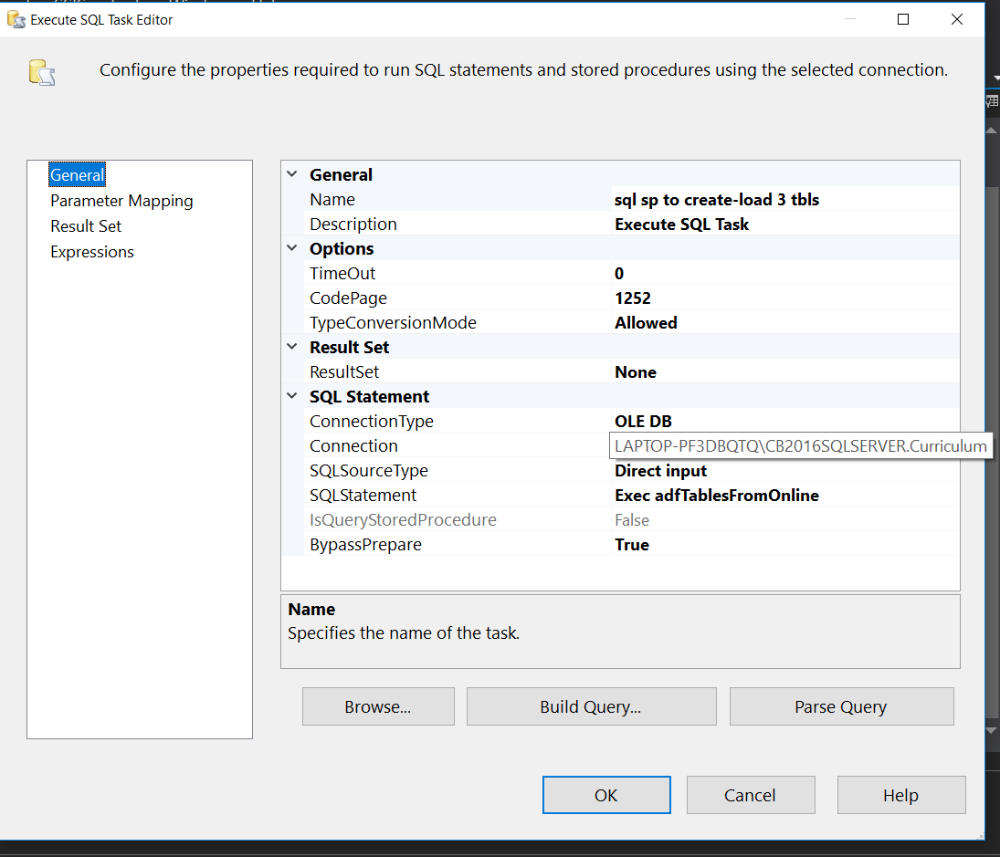 Execute SQL Task Editor
Configure the properties required to run SQL statements and stored procedures using the selected connection.
General
Parameter Mapping
Result Set
Expressions
General
Name sql sp to create-load 3 tbls
Description Execute SQL Task
Options
TimeOut 0
CodePage 1252
TypeConversionMode Allowed
Result Set
ResultSet None
SQL Statement
ConnectionType OLE DB
Connection LAPTOP-PF3DBQTQ\CB2016SQLSERVER.Curriculum
SQLSourceType Direct input
SQLStatement Exec adfTablesFromOnline
IsQueryStoredProcedure False
BypassPrepare True
Name
Specifies the name of the task.
Browse... Build Query... Parse Query
OK Cancel Help